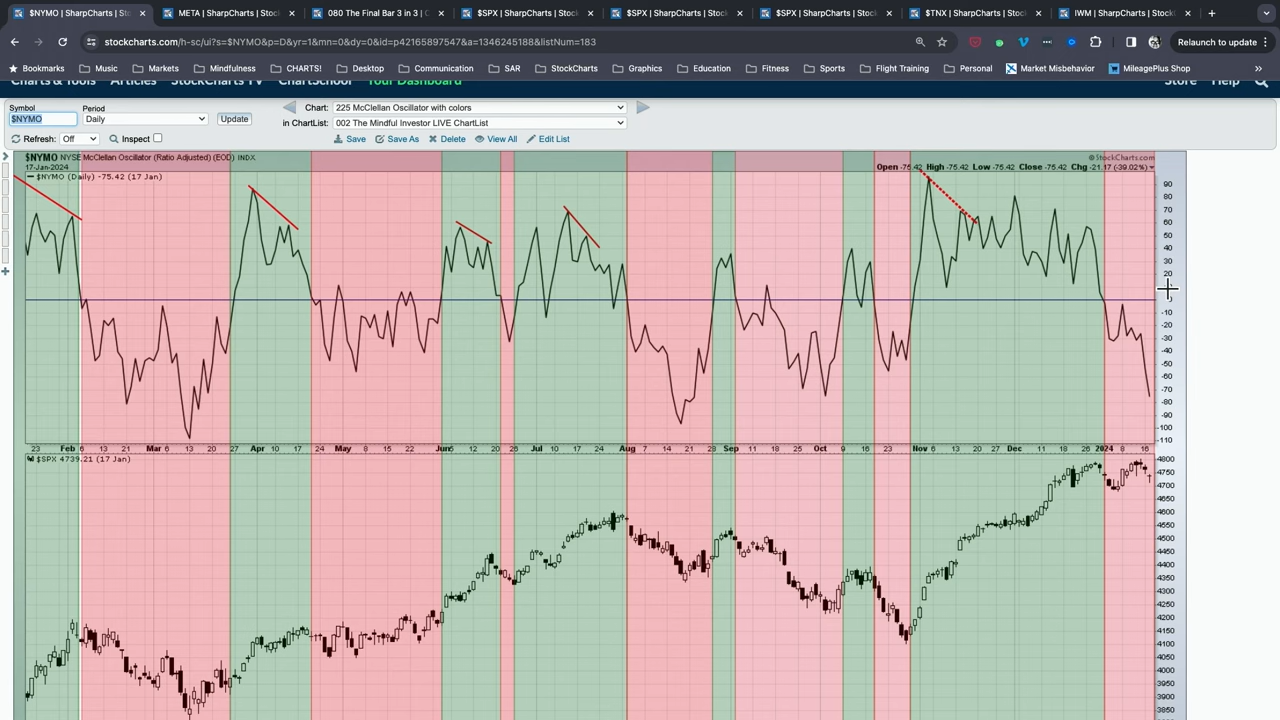 $NYMO | SharpCharts | Stoc
META | SharpCharts | Stock
080 The Final Bar 3 in 3 | C
$SPX | SharpCharts | Stock
$SPX | SharpCharts | Stock
$SPX | SharpCharts | Stock
$TNX | SharpCharts | Stock
IWM | SharpCharts | Stock
stockcharts.com/h-sc/ui?s=$NYMO&p=D&yr=1&mn=0&dy=0&id=p42165897547&a=1346245188&listNum=183
Relaunch to update
Bookmarks Music Markets Mindfulness CHARTS! Desktop Communication SAR StockCharts Graphics Education Fitness Sports Flight Training Personal Market Misbehavior MileagePlus Shop »
Charts & Tools Articles StockCharts TV ChartSchool Your Dashboard Store Help
Symbol Period
$NYMO Daily Update
Chart: 225 McClellan Oscillator with colors
in ChartList: 002 The Mindful Investor LIVE ChartList
Refresh: Off Inspect
Save Save As Delete View All Edit List
$NYMO NYSE McClellan Oscillator (Ratio Adjusted) (EOD) INDX
© StockCharts.com
17-Jan-2024
Open -75.42 High -75.42 Low -75.42 Close -75.42 Chg -21.17 (-39.02%)
$NYMO (Daily) -75.42 (17 Jan)
90
80
70
60
50
40
30
20
-10
-20
-30
-40
-50
-60
-70
-80
-90
-100
-110
23 Feb 6 13 21 Mar 6 13 20 27 Apr 10 17 24 May 8 15 22 Jun 5 12 20 26 Jul 10 17 24 Aug 7 14 21 28 Sep 11 18 25 Oct 9 16 23 Nov 6 13 20 27 Dec 11 18 26 2024 8 16
$SPX 4739.21 (17 Jan)
4800
4750
4700
4650
4600
4550
4500
4450
4400
4350
4300
4250
4200
4150
4100
4050
4000
3950
3900
3850